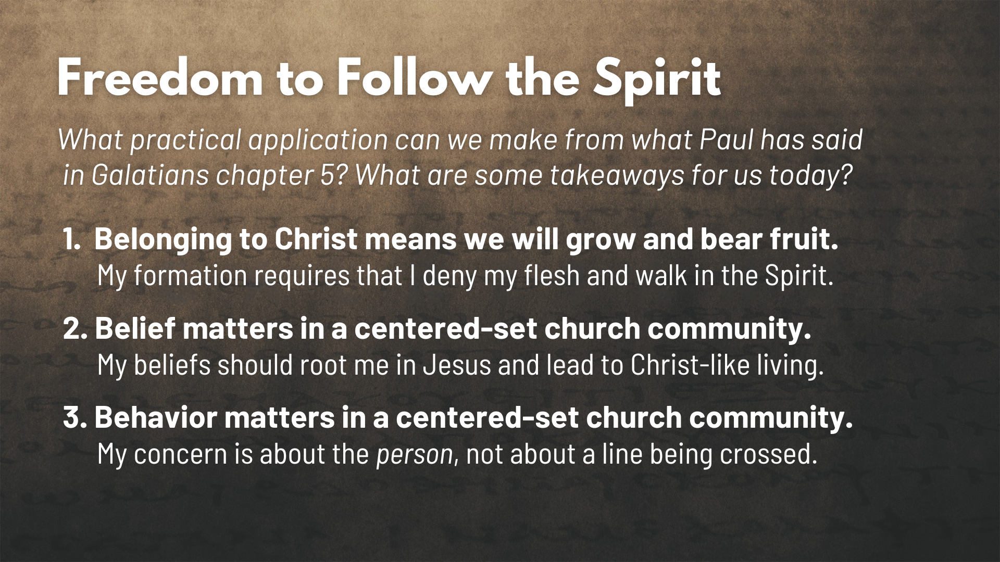 Freedom to Follow the Spirit
What practical application can we make from what Paul has said
in Galatians chapter 5? What are some takeaways for us today?
1. Belonging to Christ means we will grow and bear fruit.
My formation requires that I deny my flesh and walk in the Spirit.
2. Belief matters in a centered-set church community.
My beliefs should root me in Jesus and lead to Christ-like living.
3. Behavior matters in a centered-set church community.
My concern is about the person, not about a line being crossed.